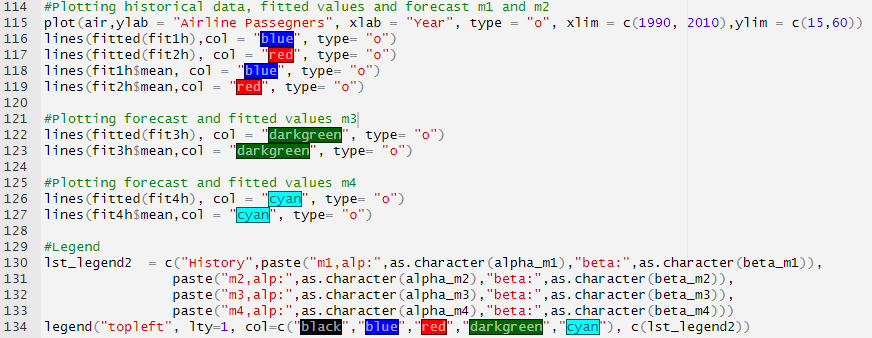 114 #Plotting historical data, fitted values and forecast m1 and m2
115 plot(air,ylab = "Airline Passegners", xlab = "Year", type = "o", xlim = c(1990, 2010),ylim = c(15,60))
116 lines(fitted(fit1h),col = "blue", type= "o")
117 lines(fitted(fit2h), col = "red", type= "o")
118 lines(fit1h$mean, col = "blue", type= "o")
119 lines(fit2h$mean,col = "red", type= "o")
120
121 #Plotting forecast and fitted values m3
122 lines(fitted(fit3h), col = "darkgreen", type= "o")
123 lines(fit3h$mean,col = "darkgreen", type= "o")
124
125 #Plotting forecast and fitted values m4
126 lines(fitted(fit4h), col = "cyan", type= "o")
127 lines(fit4h$mean,col = "cyan", type= "o")
128
129 #Legend
130 lst_legend2  = c("History",paste("m1,alp:",as.character(alpha_m1),"beta:",as.character(beta_m1)),
131                 paste("m2,alp:",as.character(alpha_m2),"beta:",as.character(beta_m2)),
132                 paste("m3,alp:",as.character(alpha_m3),"beta:",as.character(beta_m3)),
133                 paste("m4,alp:",as.character(alpha_m4),"beta:",as.character(beta_m4)))
134 legend("topleft", lty=1, col=c("black","blue","red","darkgreen","cyan"), c(lst_legend2))